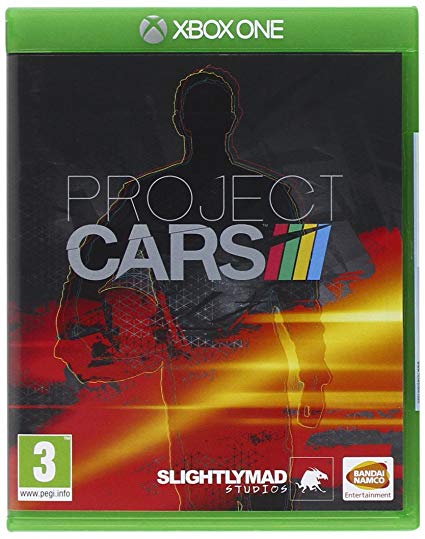 XBOX ONE
PROJECT
CARS
3
www.pegi.info
SLIGHTLYMAD
STUDIOS
BANDAI
NAMCO
Entertainment